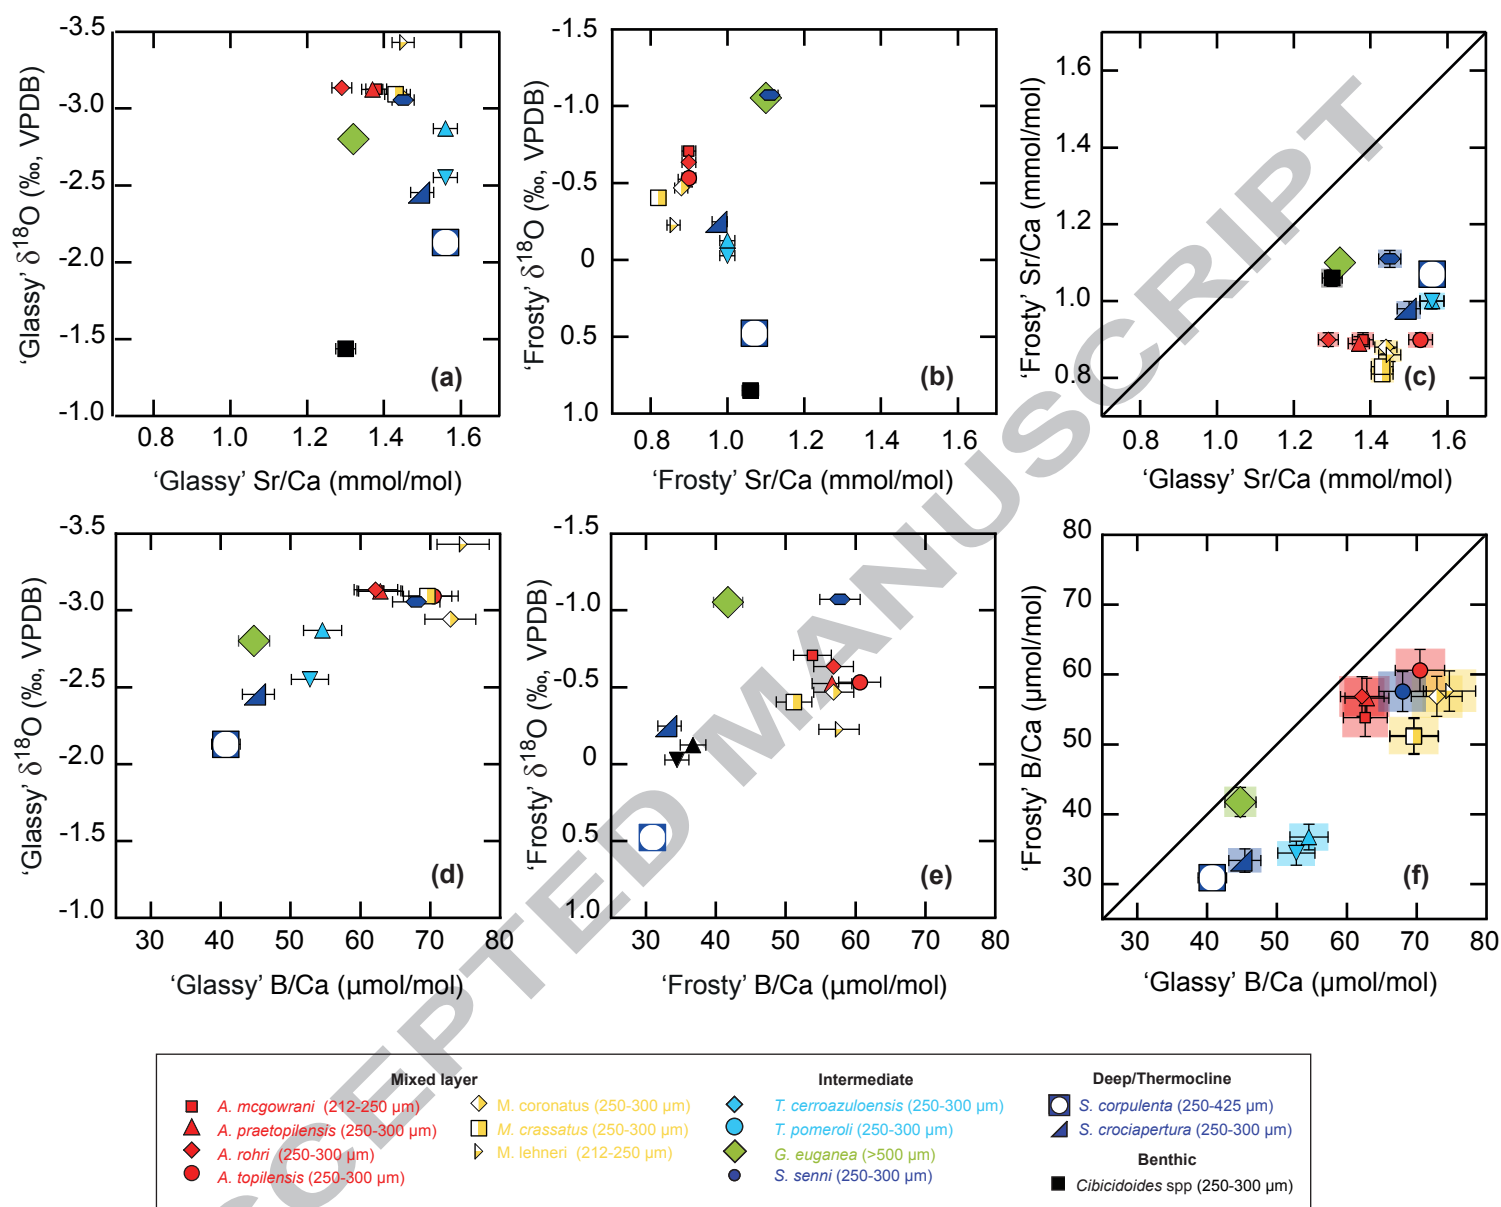 -3.5
-3.0
-2.5
-2.0
-1.5
-1.0
0.8 1.0 1.2 1.4 1.6
'Glassy' δ18O (‰, VPDB)
'Glassy' Sr/Ca (mmol/mol)
(a)
-1.5
-1.0
-0.5
0
0.5
1.0
0.8 1.0 1.2 1.4 1.6
'Frosty' δ18O (‰, VPDB)
'Frosty' Sr/Ca (mmol/mol)
(b)
1.6
1.4
1.2
1.0
0.8
0.8 1.0 1.2 1.4 1.6
'Frosty' Sr/Ca (mmol/mol)
'Glassy' Sr/Ca (mmol/mol)
(c)
-3.5
-3.0
-2.5
-2.0
-1.5
-1.0
30 40 50 60 70 80
'Glassy' δ18O (‰, VPDB)
'Glassy' B/Ca (µmol/mol)
(d)
-1.5
-1.0
-0.5
0
0.5
1.0
30 40 50 60 70 80
'Frosty' δ18O (‰, VPDB)
'Frosty' B/Ca (µmol/mol)
(e)
80
70
60
50
40
30
30 40 50 60 70 80
'Frosty' B/Ca (µmol/mol)
'Glassy' B/Ca (µmol/mol)
(f)
SCEPTED MANUSCRIPT
Mixed layer
A. mcgowrani (212-250 µm)
A. praetopilensis (250-300 µm)
A. rohri (250-300 µm)
A. topilensis (250-300 µm)
M. coronatus (250-300 µm)
M. crassatus (250-300 µm)
M. lehneri (212-250 µm)
Intermediate
T. cerroazuloensis (250-300 µm)
T. pomeroli (250-300 µm)
G. euganea (>500 µm)
S. senni (250-300 µm)
Deep/Thermocline
S. corpulenta (250-425 µm)
S. crociapertura (250-300 µm)
Benthic
Cibicidoides spp (250-300 µm)